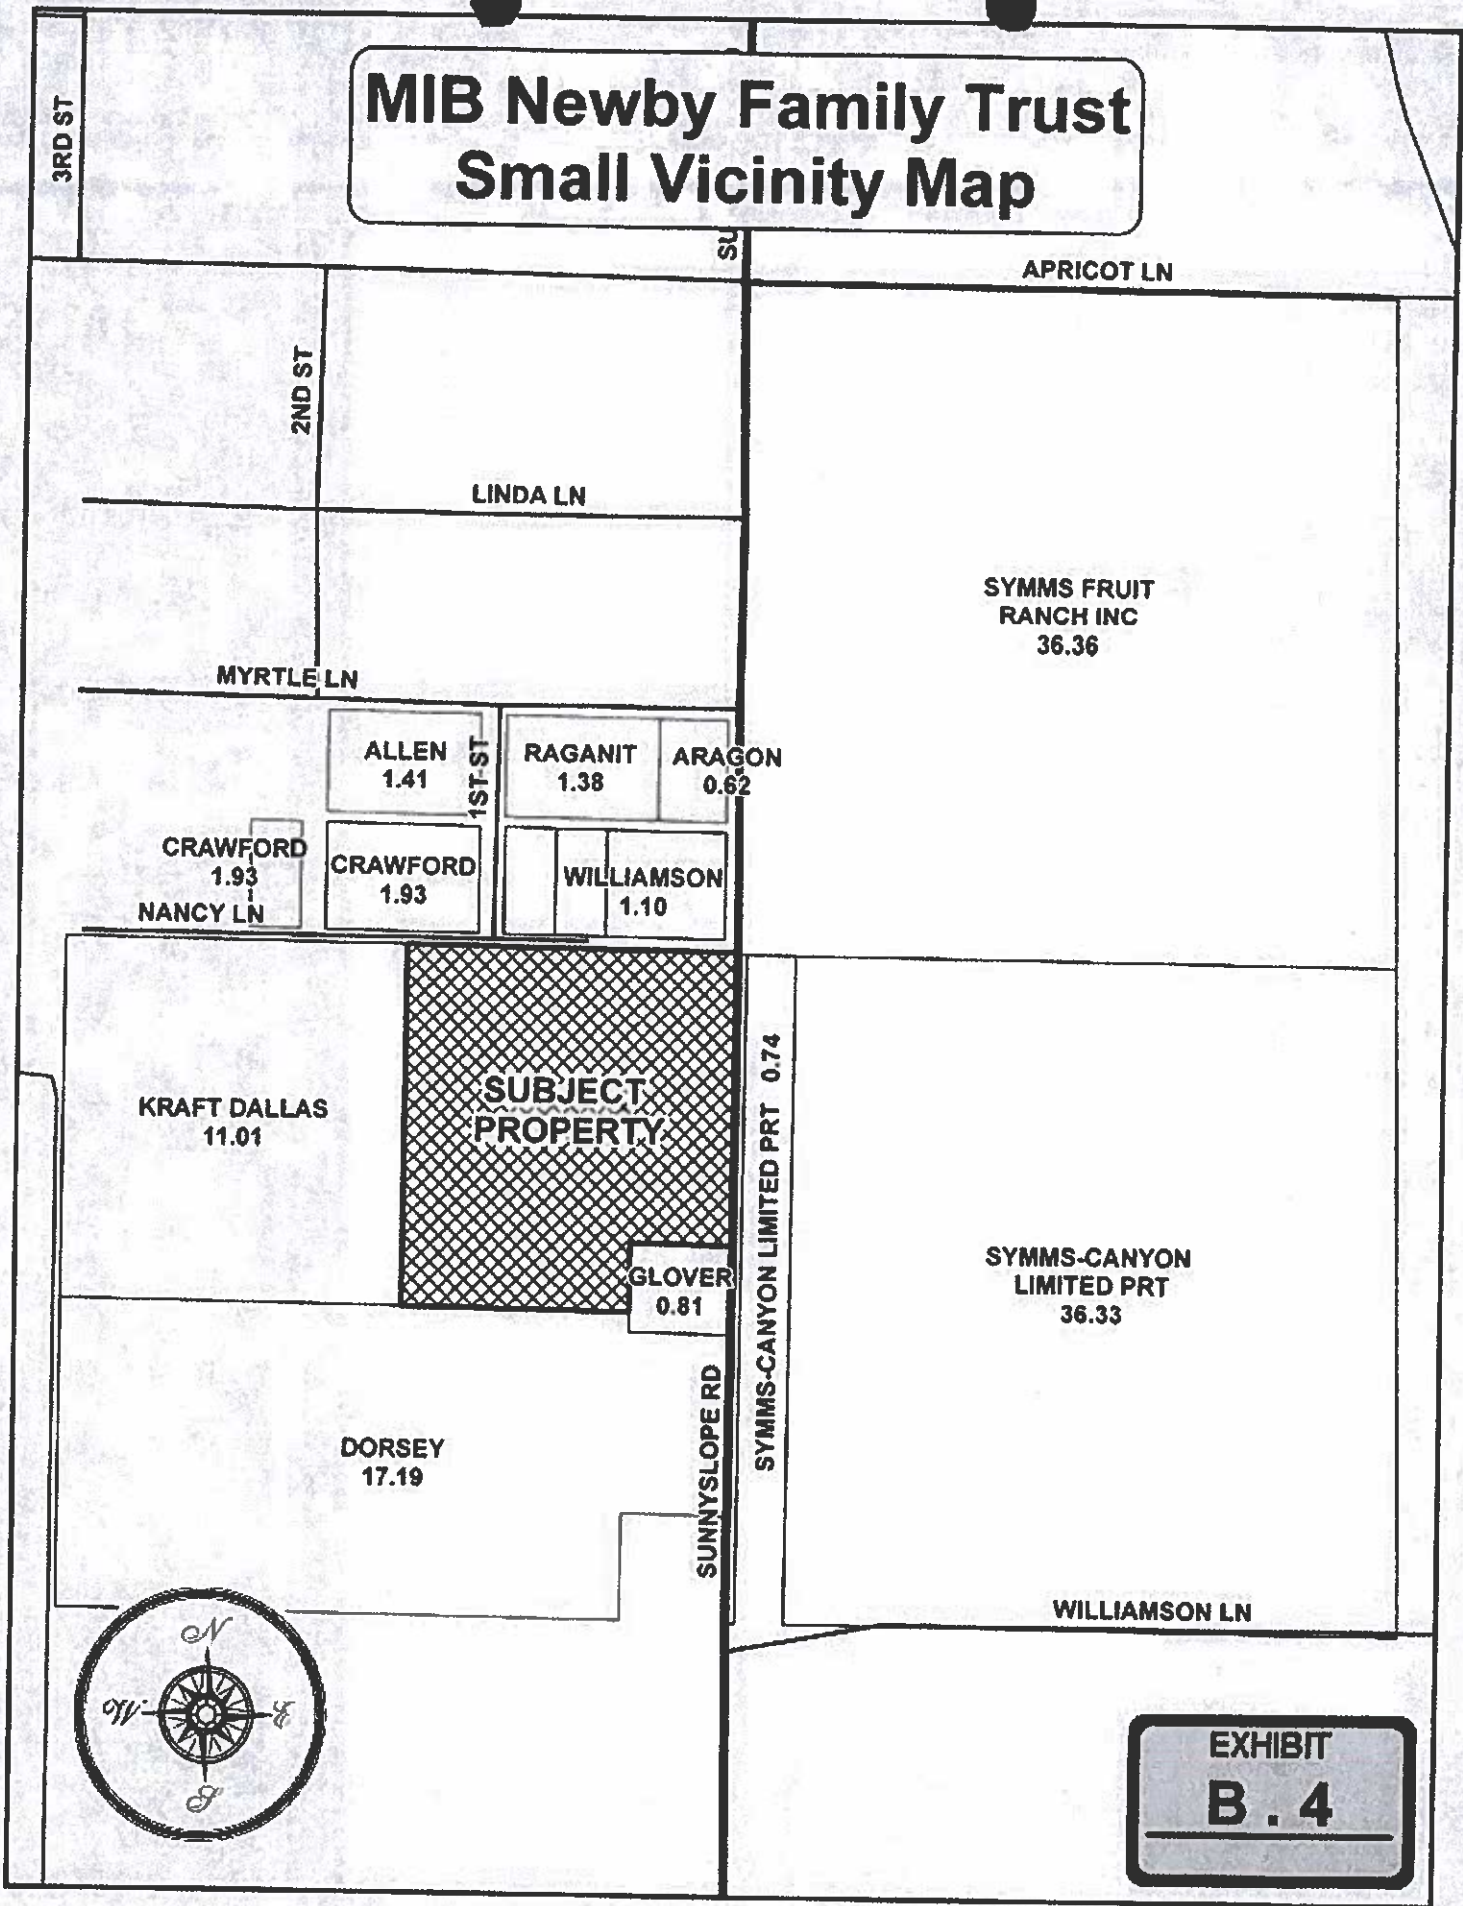 MIB Newby Family Trust
Small Vicinity Map
3RD ST
SU
APRICOT LN
2ND ST
LINDA LN
SYMMS FRUIT
RANCH INC
36.36
MYRTLE LN
ALLEN
1.41
1ST ST
RAGANIT
1.38
ARAGON
0.62
CRAWFORD
1.93
CRAWFORD
1.93
WILLIAMSON
1.10
NANCY LN
KRAFT DALLAS
11.01
SUBJECT
PROPERTY
SYMMS-CANYON LIMITED PRT 0.74
GLOVER
0.81
SYMMS-CANYON
LIMITED PRT
36.33
SUNNYSLOPE RD
DORSEY
17.19
WILLIAMSON LN
N
W
E
S
EXHIBIT
B . 4